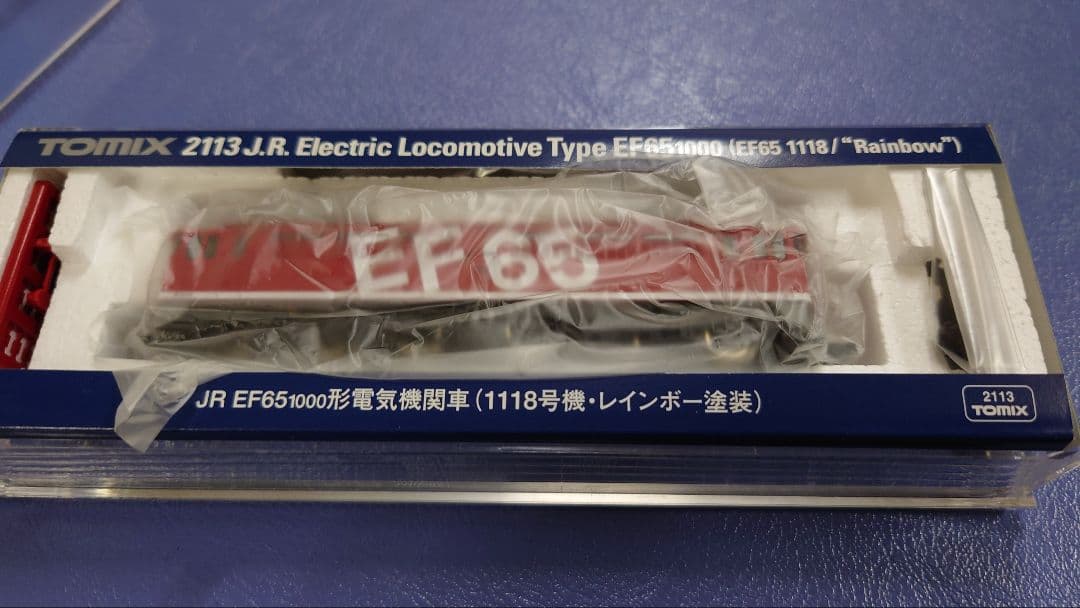 TOMIX 2113 J.R. Electric Locomotive Type EF651000 (EF65 1118/“Rainbow”)
EF65
11
JR EF651000形電気機関車(1118号機・レインボー塗装)
2113
TOMIX